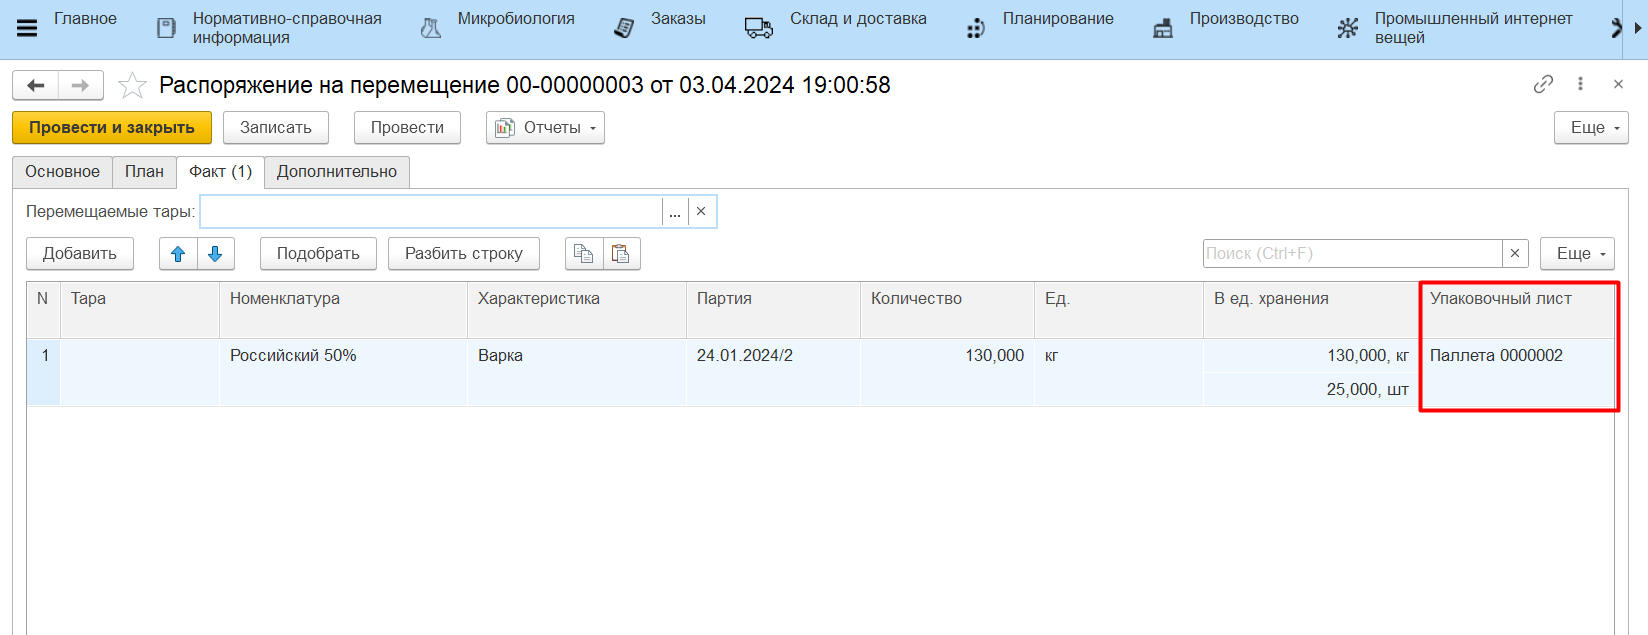 Главное
Нормативно-справочная
информация
Микробиология
Заказы
Склад и доставка
Планирование
Производство
Промышленный интернет
вещей
Распоряжение на перемещение 00-00000003 от 03.04.2024 19:00:58
Провести и закрыть
Записать
Провести
Отчеты
Еще
Основное
План
Факт (1)
Дополнительно
Перемещаемые тары:
...
Добавить
Подобрать
Разбить строку
Поиск (Ctrl+F)
Еще
N Тара Номенклатура Характеристика Партия Количество Ед. В ед. хранения Упаковочный лист
1 Российский 50% Варка 24.01.2024/2 130,000 кг 130,000, кг Паллета 0000002
25,000, шт